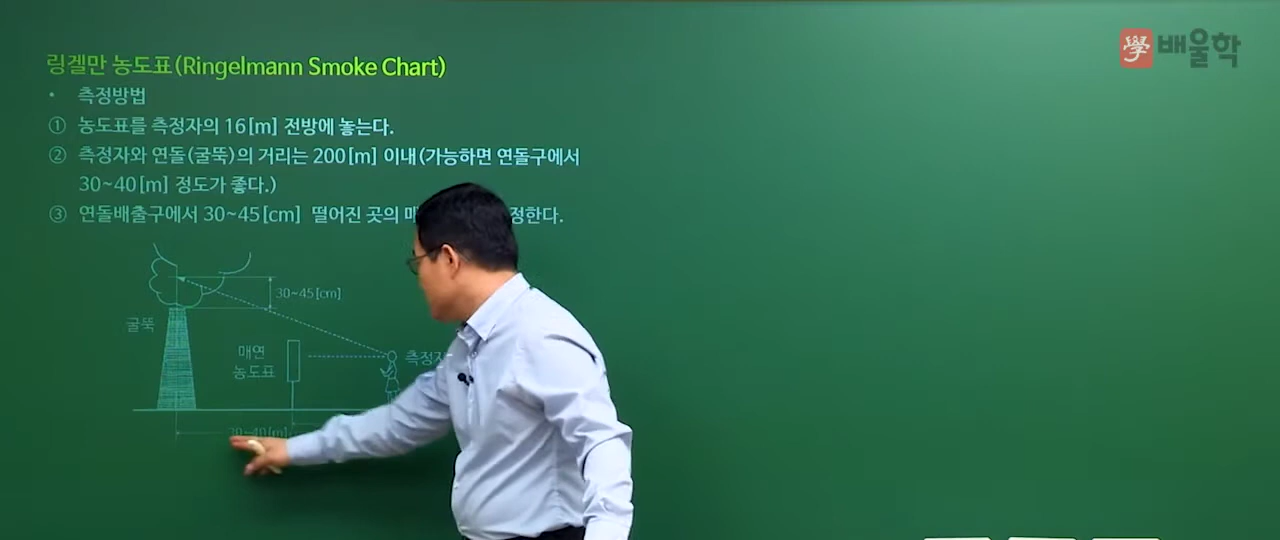 學 배울학
링겔만 농도표(Ringelmann Smoke Chart)
• 측정방법
① 농도표를 측정자의 16[m] 전방에 놓는다.
② 측정자와 연돌(굴뚝)의 거리는 200[m] 이내(가능하면 연돌구에서
30~40[m] 정도가 좋다.)
③ 연돌배출구에서 30~45[cm] 떨어진 곳의 정한다.
30~45[cm]
굴뚝
매연
농도표
측정자